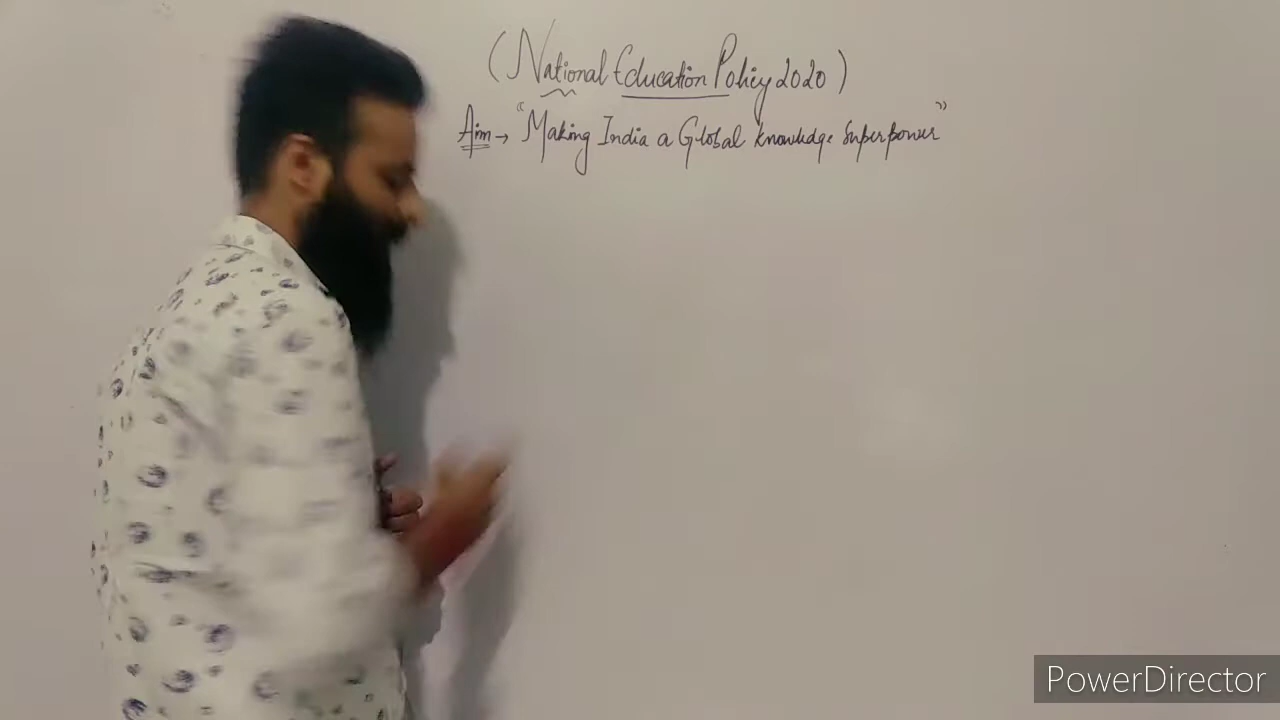 (National Education Policy 2020)
Aim → "Making India a Global knowledge Superpower"
PowerDirector